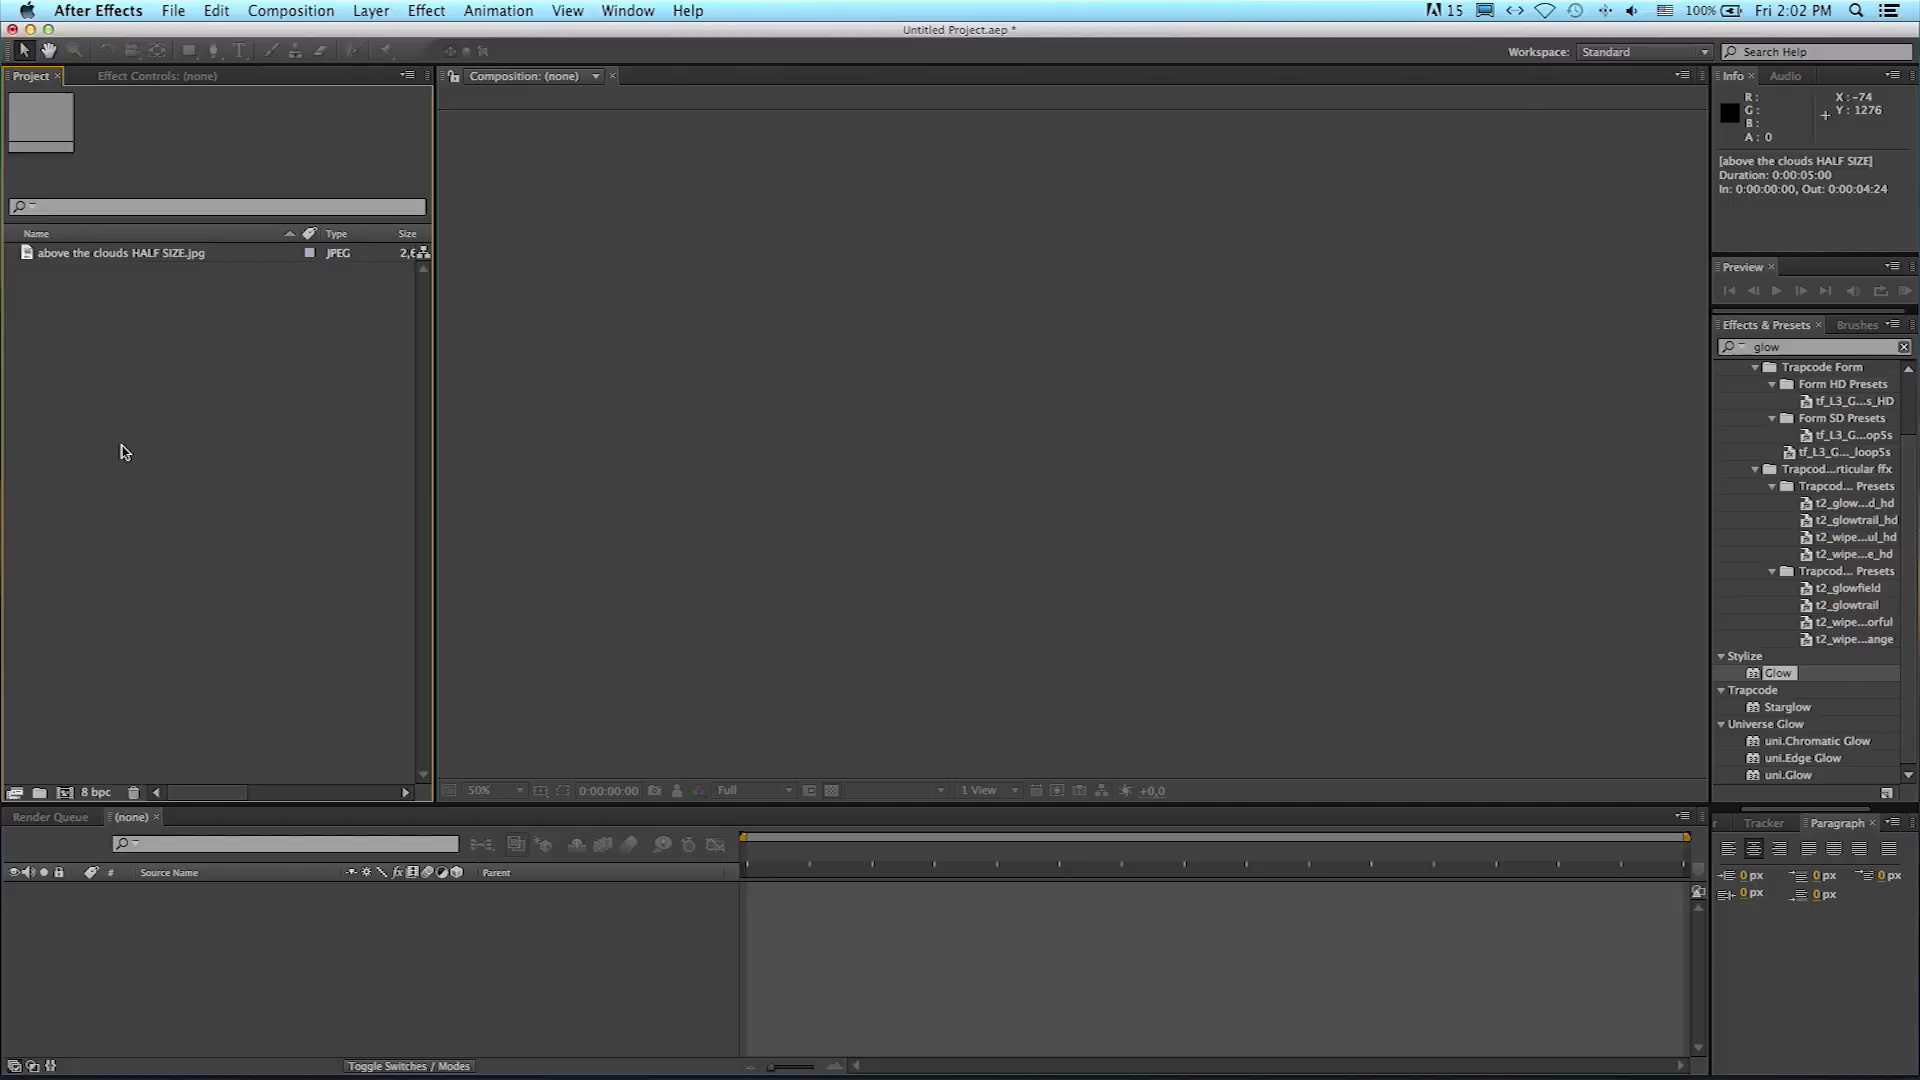 After Effects File Edit Composition Layer Effect Animation View Window Help 15 100% Fri 2:02 PM
Untitled Project.aep *
Workspace: Standard Search Help
Project Effect Controls: (none) Composition: (none) Info Audio
R :
G :
B :
A : 0
X : -74
Y : 1276
[above the clouds HALF SIZE]
Duration: 0:00:05:00
In: 0:00:00:00, Out: 0:00:04:24
Name Type Size
above the clouds HALF SIZE.jpg JPEG 2,6
Preview
Effects & Presets Brushes
glow
Trapcode Form
Form HD Presets
tf_L3_G...s_HD
Form SD Presets
tf_L3_G...op5s
tf_L3_G..._loop5s
Trapcod...rticular ffx
Trapcod... Presets
t2_glow...d_hd
t2_glowtrail_hd
t2_wipe...ul_hd
t2_wipe...e_hd
Trapcod... Presets
t2_glowfield
t2_glowtrail
t2_wipe...orful
t2_wipe...ange
Stylize
Glow
Trapcode
Starglow
Universe Glow
uni.Chromatic Glow
uni.Edge Glow
uni.Glow
8 bpc
50% 0:00:00:00 Full 1 View +0,0
Render Queue (none)
Tracker Paragraph
# Source Name fx Parent
0 px 0 px 0 px
0 px 0 px
Toggle Switches / Modes